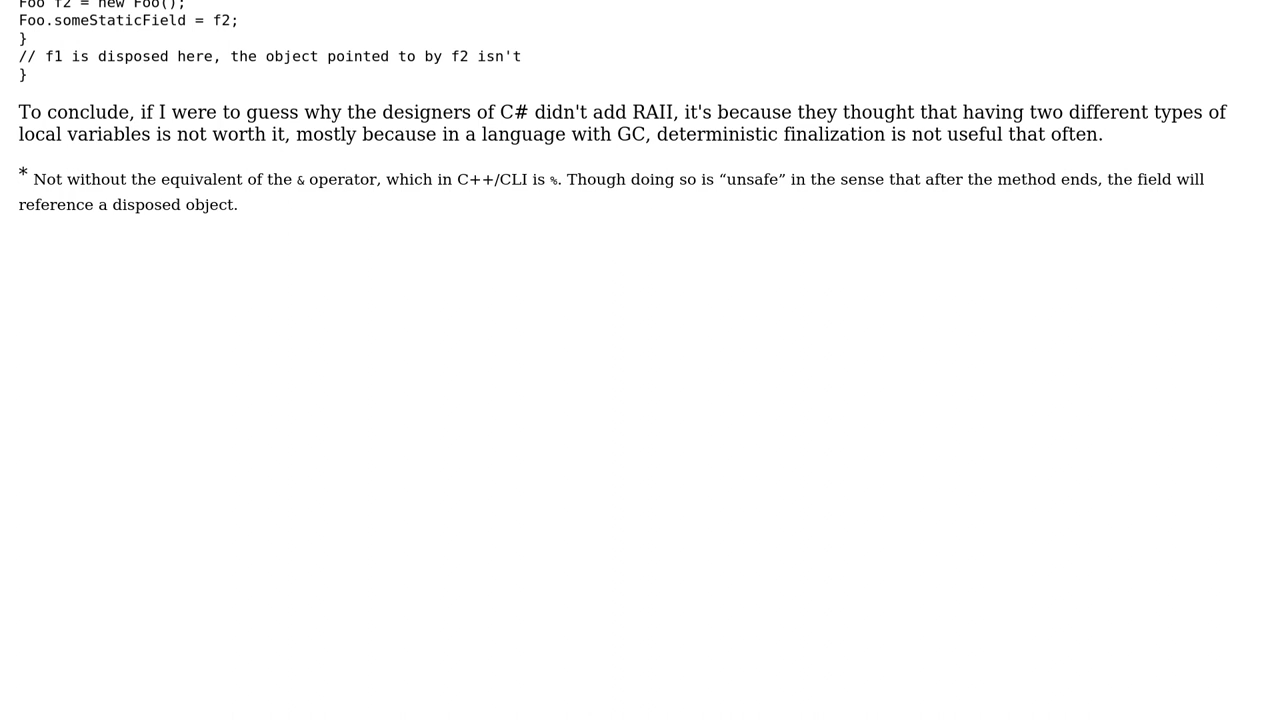 Foo f2 = new Foo();
Foo.someStaticField = f2;
}
// f1 is disposed here, the object pointed to by f2 isn't
}
To conclude, if I were to guess why the designers of C# didn't add RAII, it's because they thought that having two different types of
local variables is not worth it, mostly because in a language with GC, deterministic finalization is not useful that often.
* Not without the equivalent of the & operator, which in C++/CLI is %. Though doing so is “unsafe” in the sense that after the method ends, the field will
reference a disposed object.